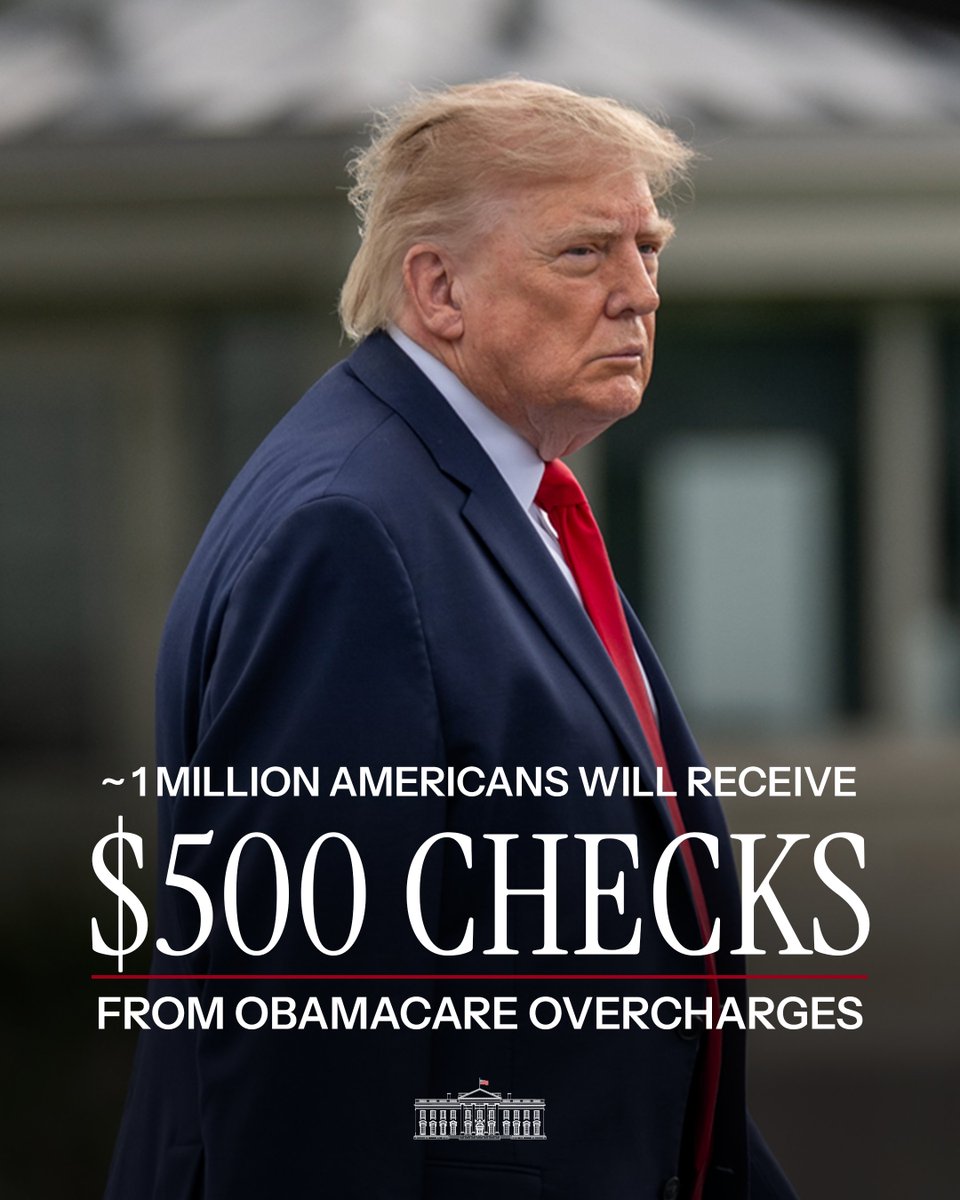 ~1 MILLION AMERICANS WILL RECEIVE
$500 CHECKS
FROM OBAMACARE OVERCHARGES